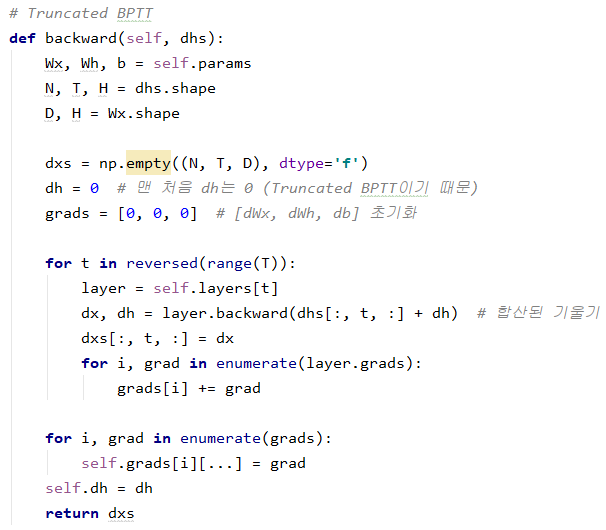 # Truncated BPTT
def backward(self, dhs):
    Wx, Wh, b = self.params
    N, T, H = dhs.shape
    D, H = Wx.shape

    dxs = np.empty((N, T, D), dtype='f')
    dh = 0  # 맨 처음 dh는 0 (Truncated BPTT이기 때문)
    grads = [0, 0, 0]  # [dWx, dWh, db] 초기화

    for t in reversed(range(T)):
        layer = self.layers[t]
        dx, dh = layer.backward(dhs[:, t, :] + dh)  # 합산된 기울기
        dxs[:, t, :] = dx
        for i, grad in enumerate(layer.grads):
            grads[i] += grad

    for i, grad in enumerate(grads):
        self.grads[i][...] = grad
    self.dh = dh
    return dxs